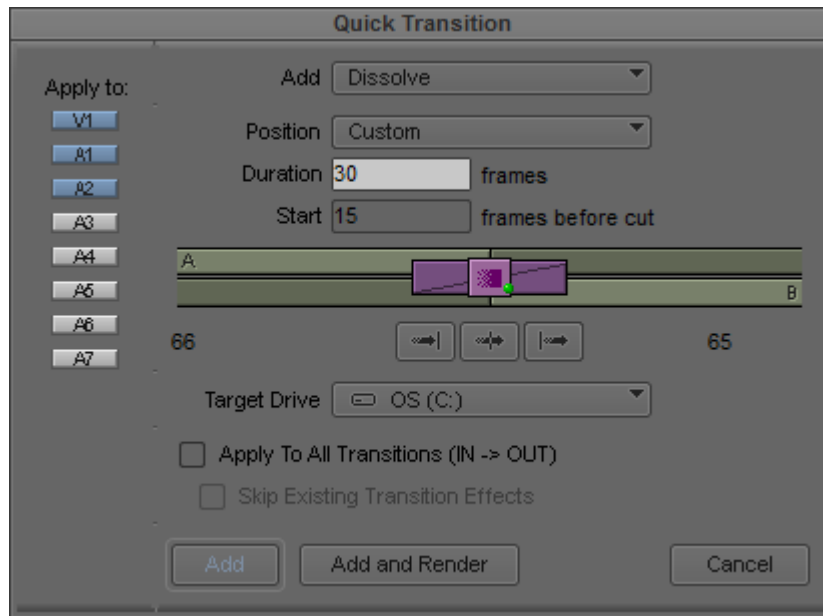 Quick Transition
Apply to:
V1
A1
A2
A3
A4
A5
A6
A7
Add Dissolve
Position Custom
Duration 30 frames
Start 15 frames before cut
A
B
66 65
Target Drive OS (C:)
Apply To All Transitions (IN -> OUT)
Skip Existing Transition Effects
Add Add and Render Cancel